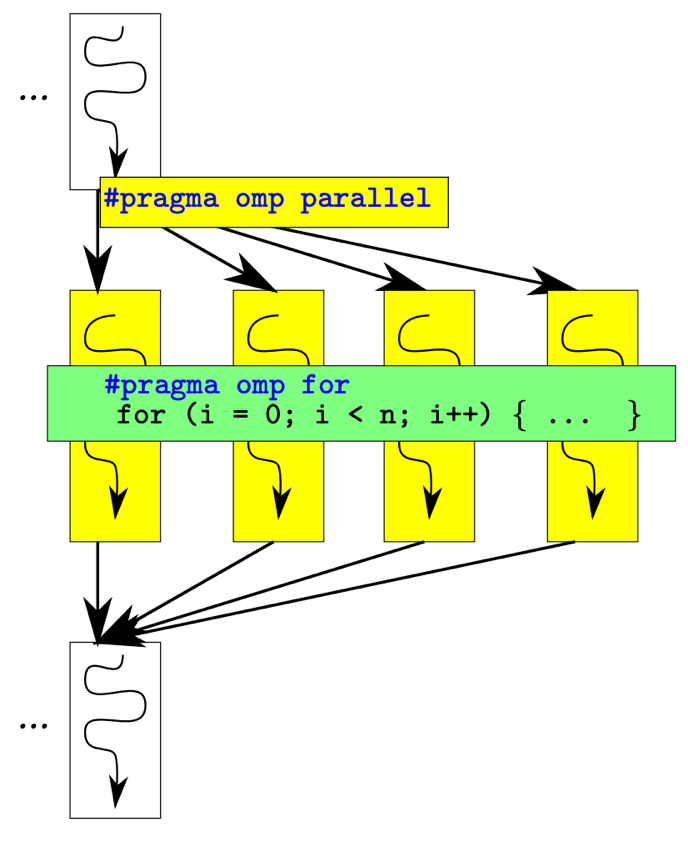 ...
#pragma omp parallel
#pragma omp for
for (i = 0; i < n; i++) { ... }
...